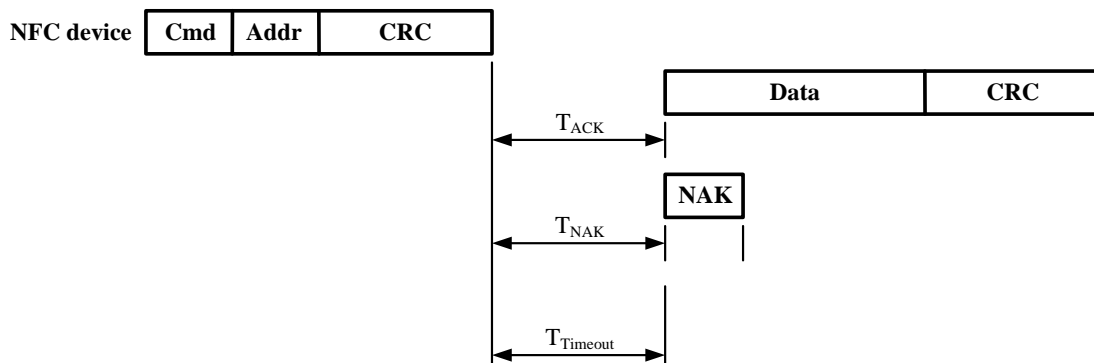 NFC device Cmd Addr CRC
Data CRC
TACK
NAK
TNAK
TTimeout